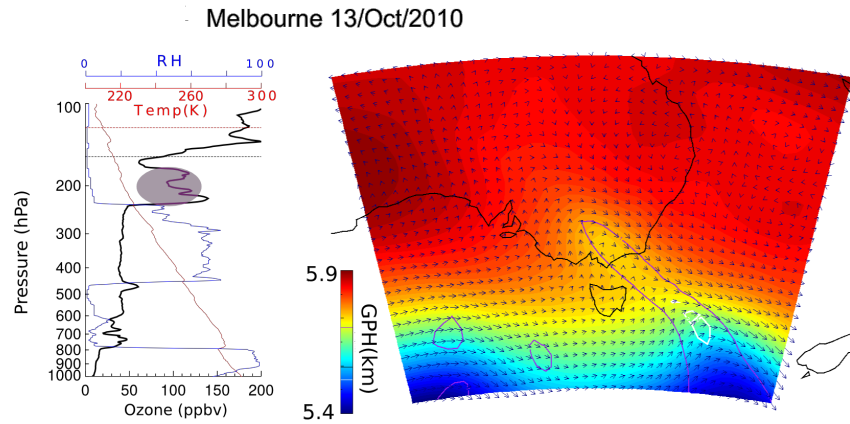 Melbourne 13/Oct/2010
0 RH 100
220 260 300
Temp(K)
100
200
300
400
500
600
700
800
900
1000
Pressure (hPa)
0 50 100 150 200
Ozone (ppbv)
5.9
GPH(km)
5.4